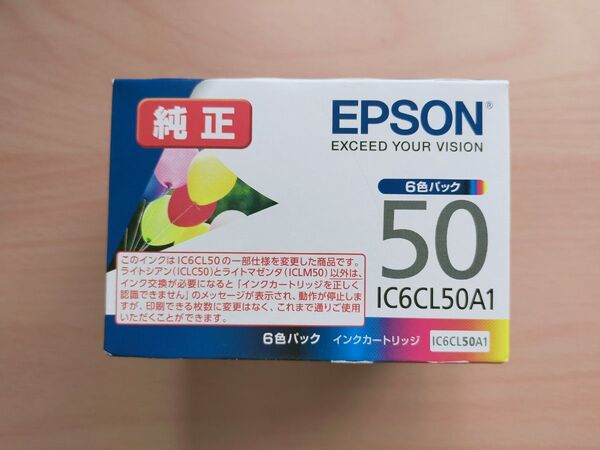 純正
EPSON®
EXCEED YOUR VISION
6色パック
50
IC6CL50A1
このインクはIC6CL50の一部仕様を変更した商品です。
ライトシアン(ICLC50)とライトマゼンタ(ICLM50)以外は、
インク交換が必要になると「インクカートリッジを正しく
認識できません」のメッセージが表示され、動作が停止しま
すが、印刷できる枚数に変更はなく、これまで通りご使用
いただくことができます。
6色パック インクカートリッジ IC6CL50A1